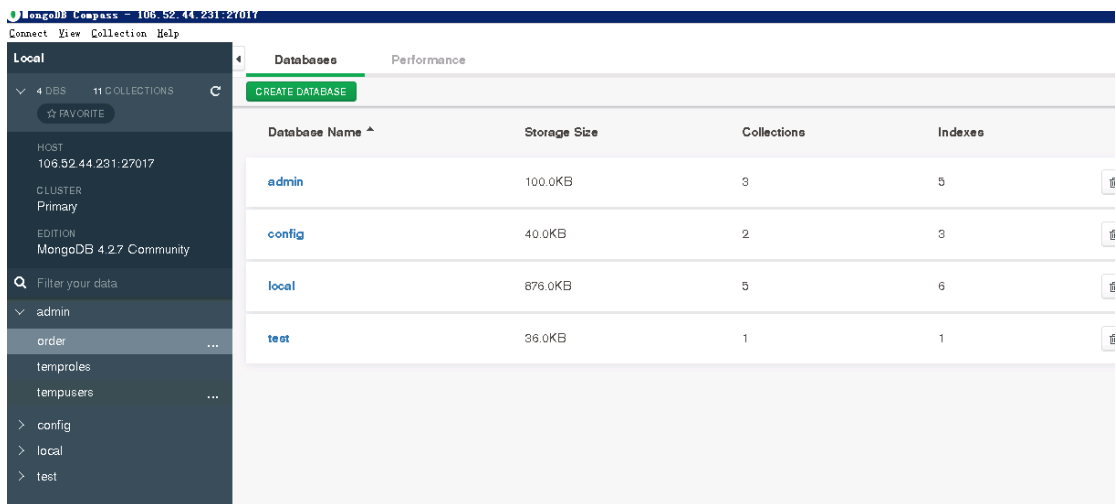 MongoDB Compass - 106.52.44.231:27017
Connect View Collection Help
Local
4 DBS 11 COLLECTIONS
☆ FAVORITE
HOST
106.52.44.231:27017
CLUSTER
Primary
EDITION
MongoDB 4.2.7 Community
Filter your data
admin
order ...
temproles
tempusers ...
config
local
test
Databases Performance
CREATE DATABASE
Database Name Storage Size Collections Indexes
admin 100.0KB 3 5
config 40.0KB 2 3
local 876.0KB 5 6
test 36.0KB 1 1